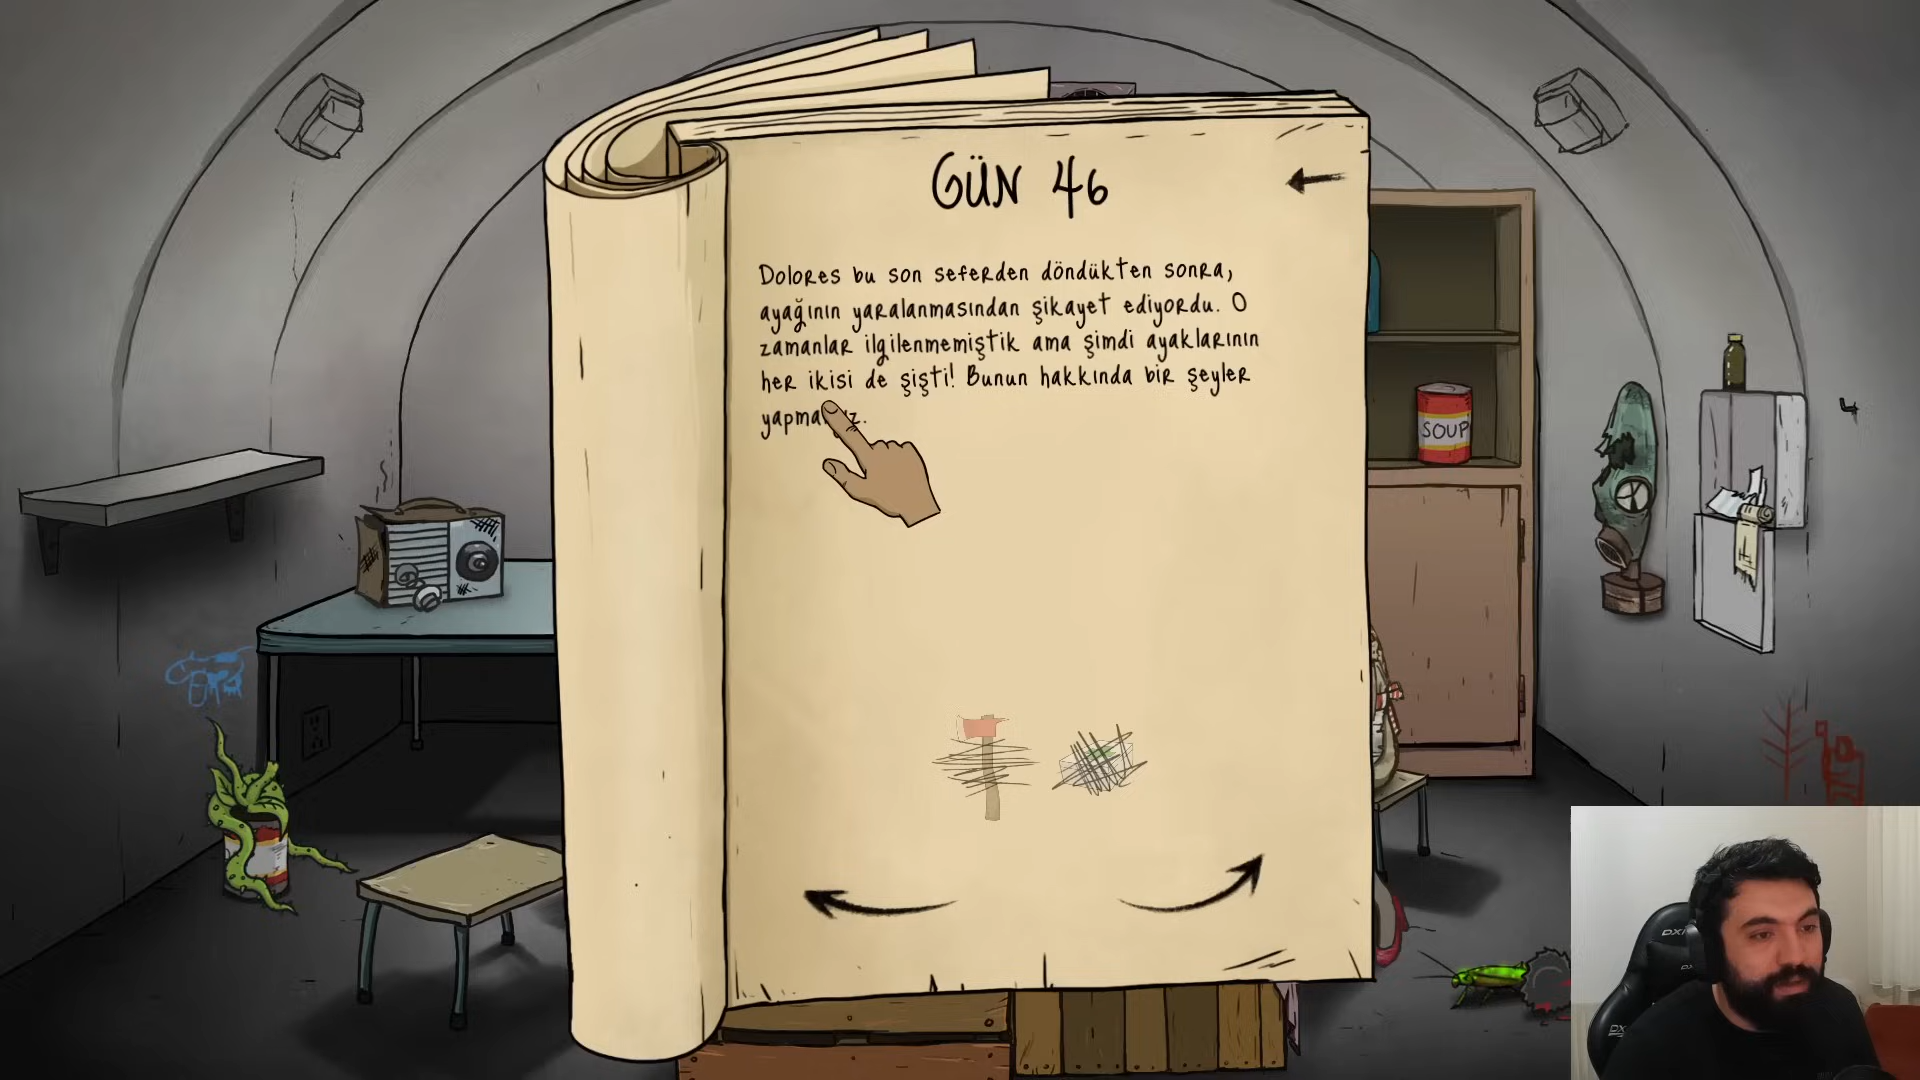 GÜN 46
Dolores bu son seferden döndükten sonra,
ayağının yaralanmasından şikayet ediyordu. O
zamanlar ilgilenmemiştik ama şimdi ayaklarının
her ikisi de şişti! Bunun hakkında bir şeyler
SOUP